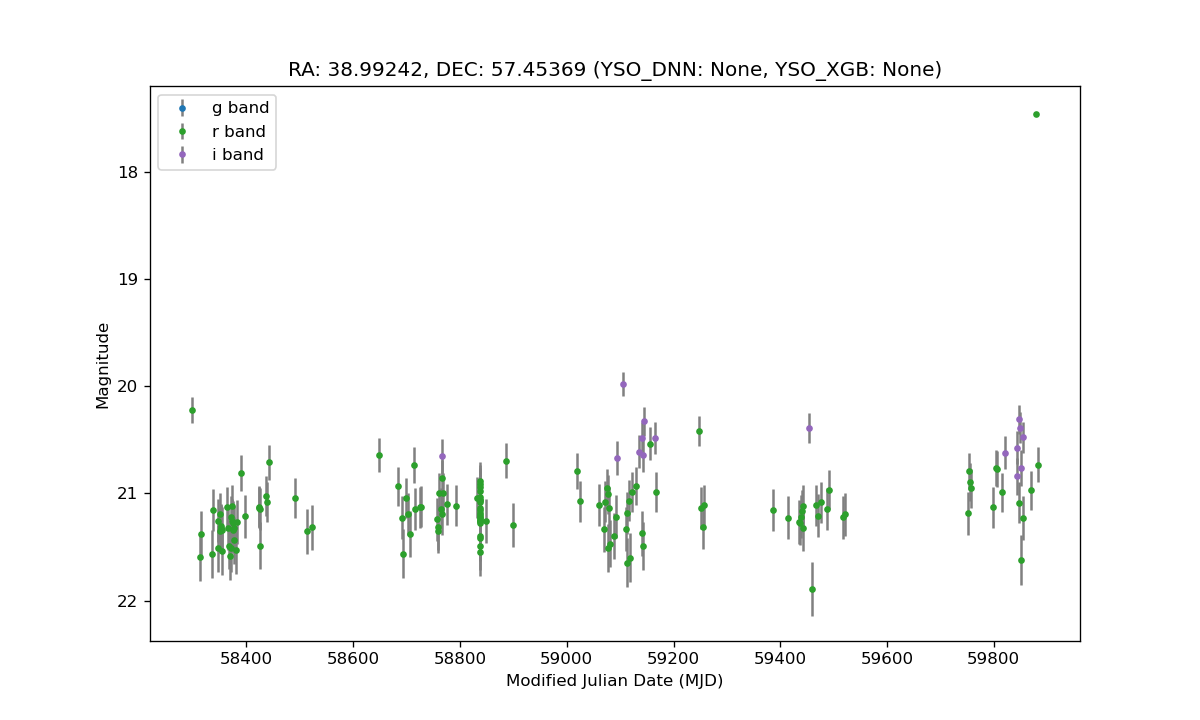 RA: 38.99242, DEC: 57.45369 (YSO_DNN: None, YSO_XGB: None)
g band
r band
i band
18
19
20
21
22
Magnitude
58400 58600 58800 59000 59200 59400 59600 59800
Modified Julian Date (MJD)